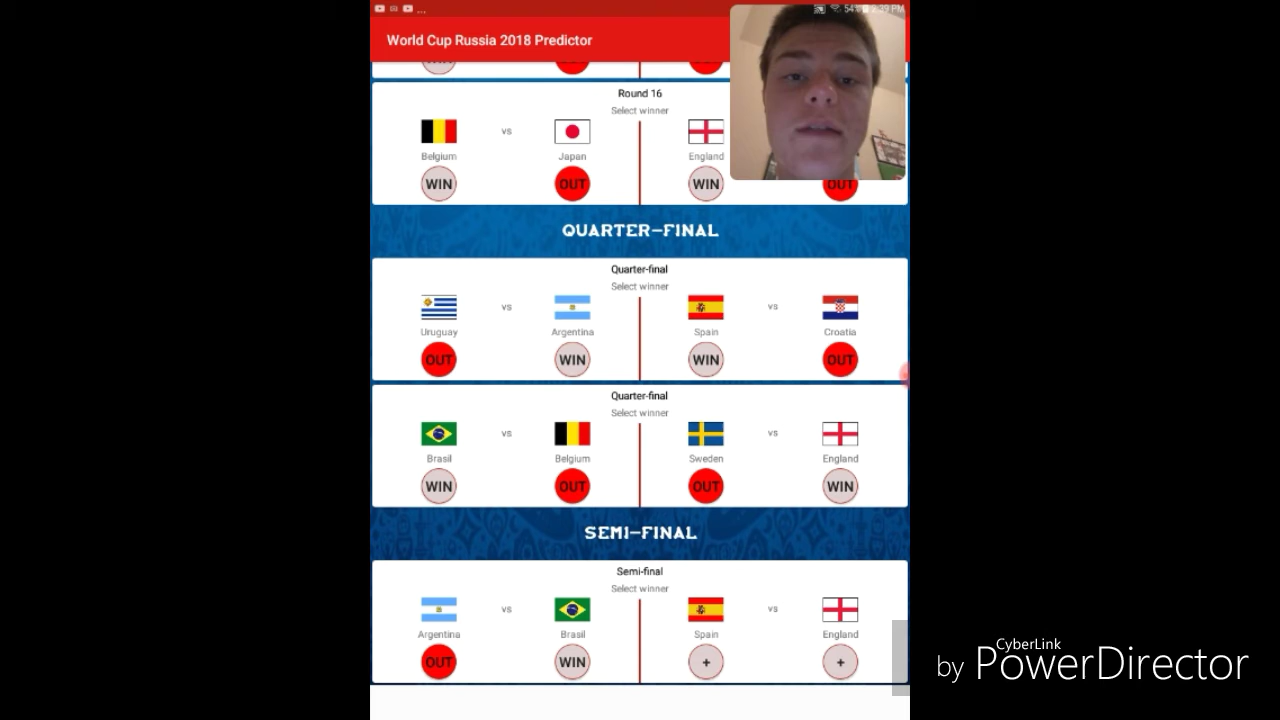 World Cup Russia 2018 Predictor
Round 16
Select winner
Belgium vs Japan England
WIN OUT WIN OUT
QUARTER-FINAL
Quarter-final
Select winner
Uruguay vs Argentina Spain vs Croatia
OUT WIN WIN OUT
Quarter-final
Select winner
Brasil vs Belgium Sweden vs England
WIN OUT OUT WIN
SEMI-FINAL
Semi-final
Select winner
Argentina vs Brasil Spain vs England
OUT WIN + +
CyberLink
by PowerDirector